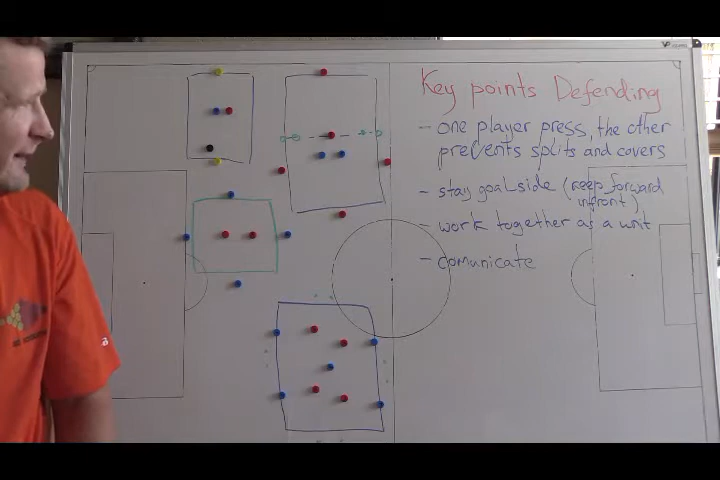 Key points Defending
- one player press, the other
prevents splits and covers
- stay goalside (keep forward
infront)
- work together as a unit
- comunicate